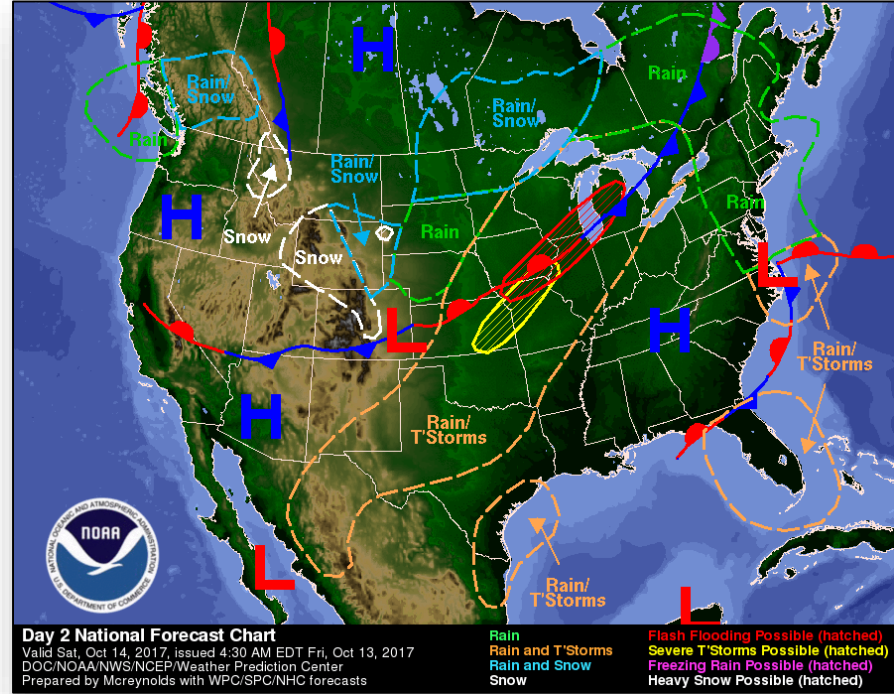 H
Rain/
Snow
Rain
Rain/
Snow
Rain
Rain/
Snow
Snow
H
Snow
Rain
Rain
L
L
H
Rain/
T'Storms
H
Rain/
T'Storms
NATIONAL OCEANIC AND ATMOSPHERIC ADMINISTRATION
NOAA
U.S. DEPARTMENT OF COMMERCE
L
Rain/
T'Storms
L
Day 2 National Forecast Chart
Valid Sat, Oct 14, 2017, issued 4:30 AM EDT Fri, Oct 13, 2017
DOC/NOAA/NWS/NCEP/Weather Prediction Center
Prepared by Mcreynolds with WPC/SPC/NHC forecasts
Rain
Rain and T'Storms
Rain and Snow
Snow
Flash Flooding Possible (hatched)
Severe T'Storms Possible (hatched)
Freezing Rain Possible (hatched)
Heavy Snow Possible (hatched)